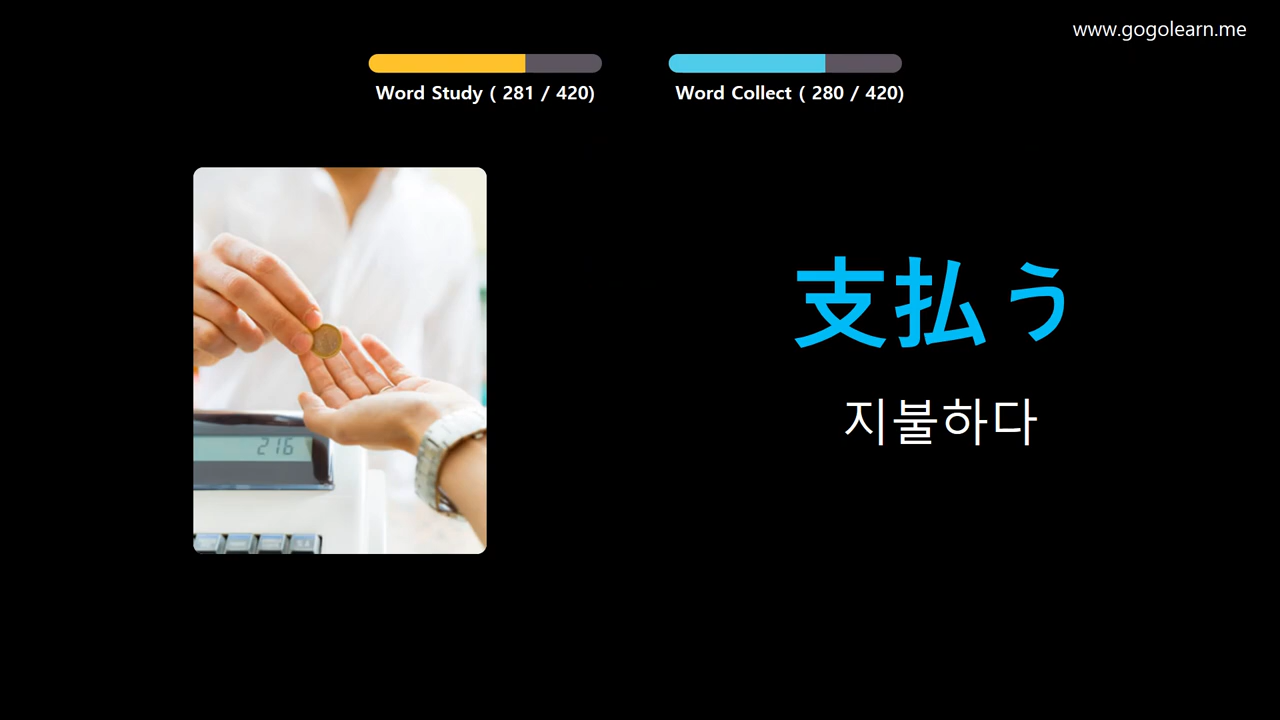 www.gogolearn.me
Word Study ( 281 / 420)
Word Collect ( 280 / 420)
支払う
지불하다
216